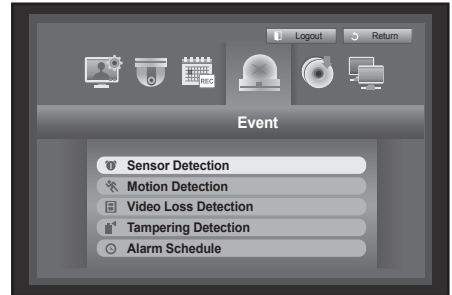 Logout Return
REC
Event
Sensor Detection
Motion Detection
Video Loss Detection
Tampering Detection
Alarm Schedule